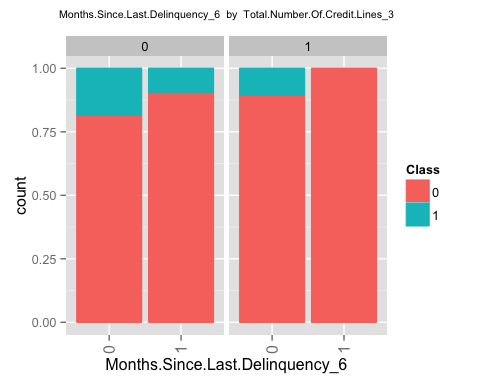 Months.Since.Last.Delinquency_6 by Total.Number.Of.Credit.Lines_3
0 1
1.00
0.75
0.50
0.25
0.00
count
0 1 0 1
Months.Since.Last.Delinquency_6
Class
0
1